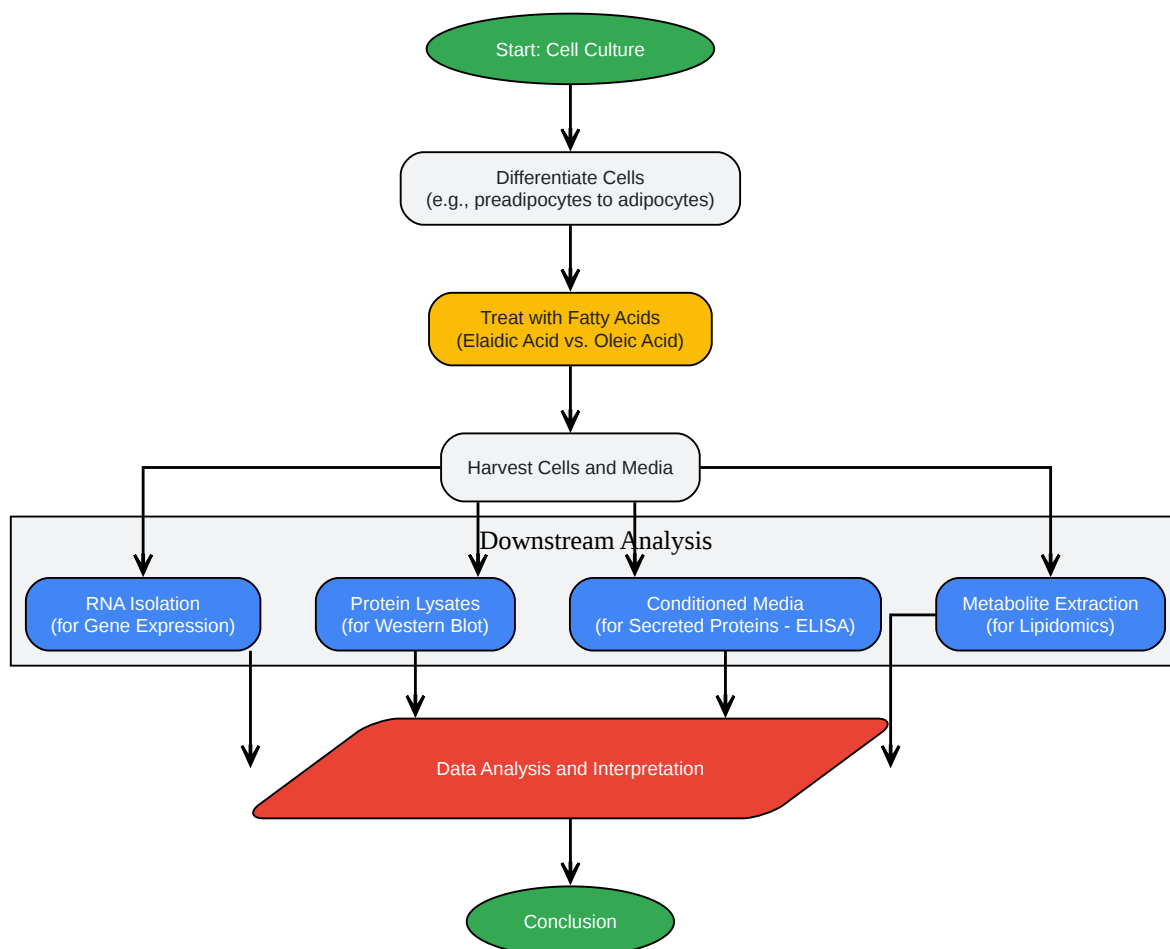 Start: Cell Culture
Differentiate Cells
(e.g., preadipocytes to adipocytes)
Treat with Fatty Acids
(Elaidic Acid vs. Oleic Acid)
Harvest Cells and Media
Downstream Analysis
RNA Isolation
(for Gene Expression)
Protein Lysates
(for Western Blot)
Conditioned Media
(for Secreted Proteins - ELISA)
Metabolite Extraction
(for Lipidomics)
Data Analysis and Interpretation
Conclusion